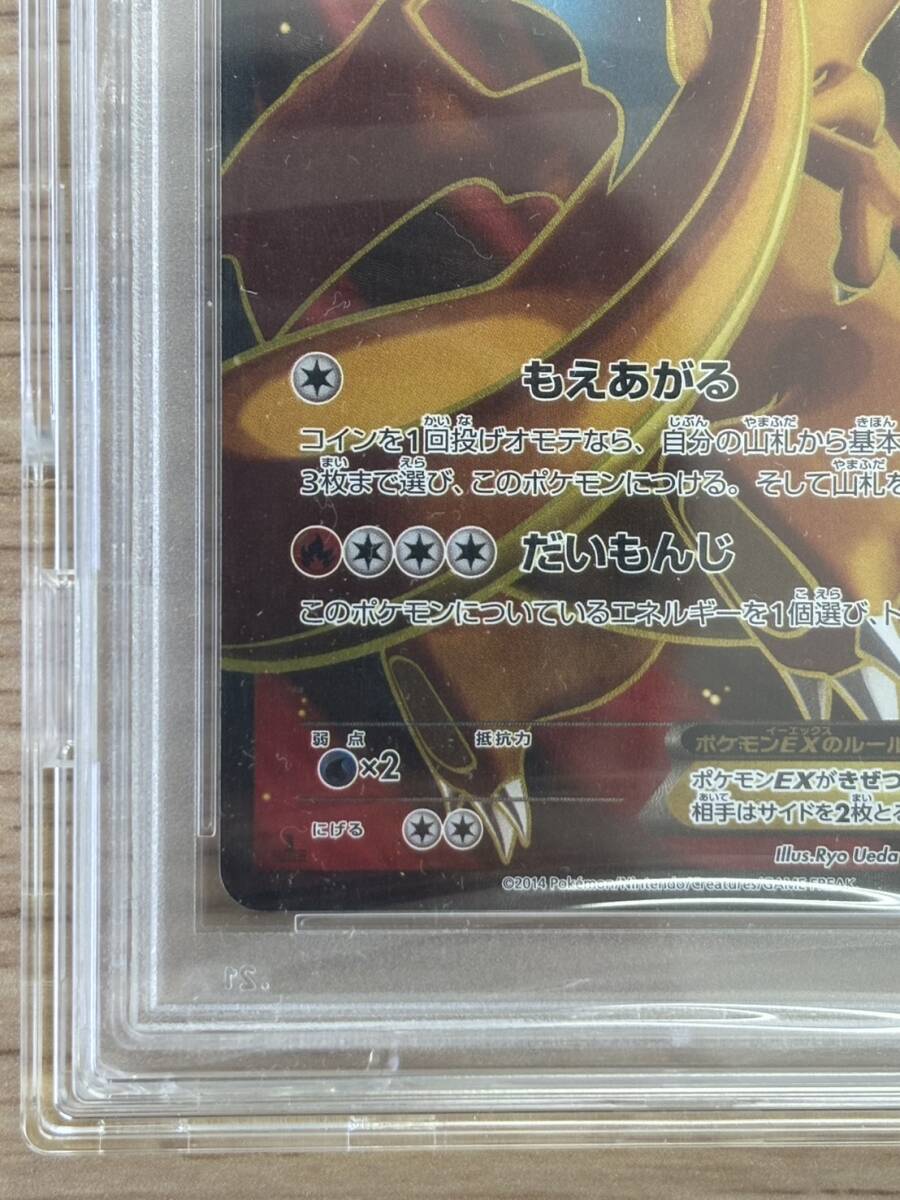 もえあがる
コインを1回投げオモテなら、自分の山札から基本
3枚まで選び、このポケモンにつける。そして山札を
だいもんじ
このポケモンについているエネルギーを1個選び、ト
弱点 抵抗力
×2
にげる
ポケモンEXのルール
ポケモンEXがきぜつ
相手はサイドを2枚とる
Illus.Ryo Ueda
©2014 Pokémon/Nintendo/Creatures/GAME FREAK